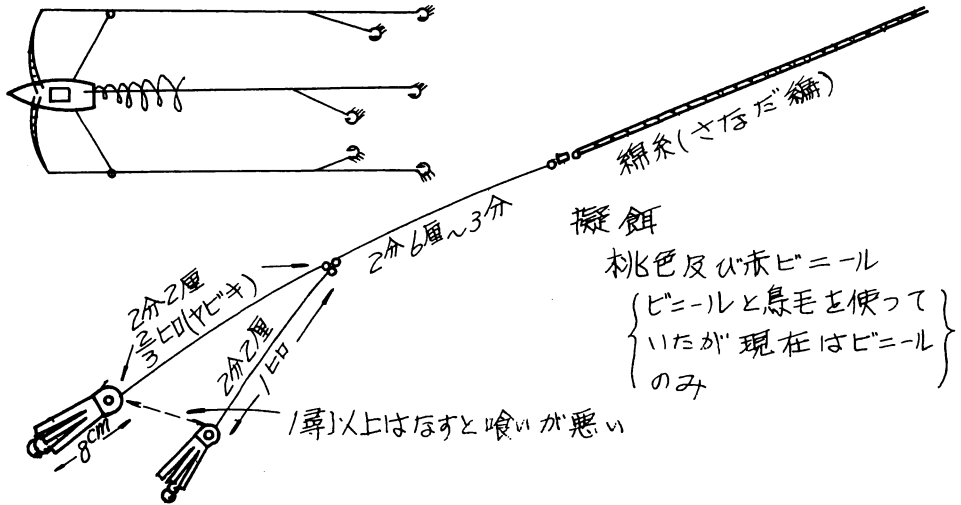 綿糸(さなだ編)
2分6厘～3分
擬餌
桃色及び赤ビニール
ビニールと鳥毛を使って
いたが現在はビニール
のみ
2分2厘
2/3ヒロ(ヤビキ)
2分2厘
1ヒロ
8cm
1尋以上はなすと喰いが悪い